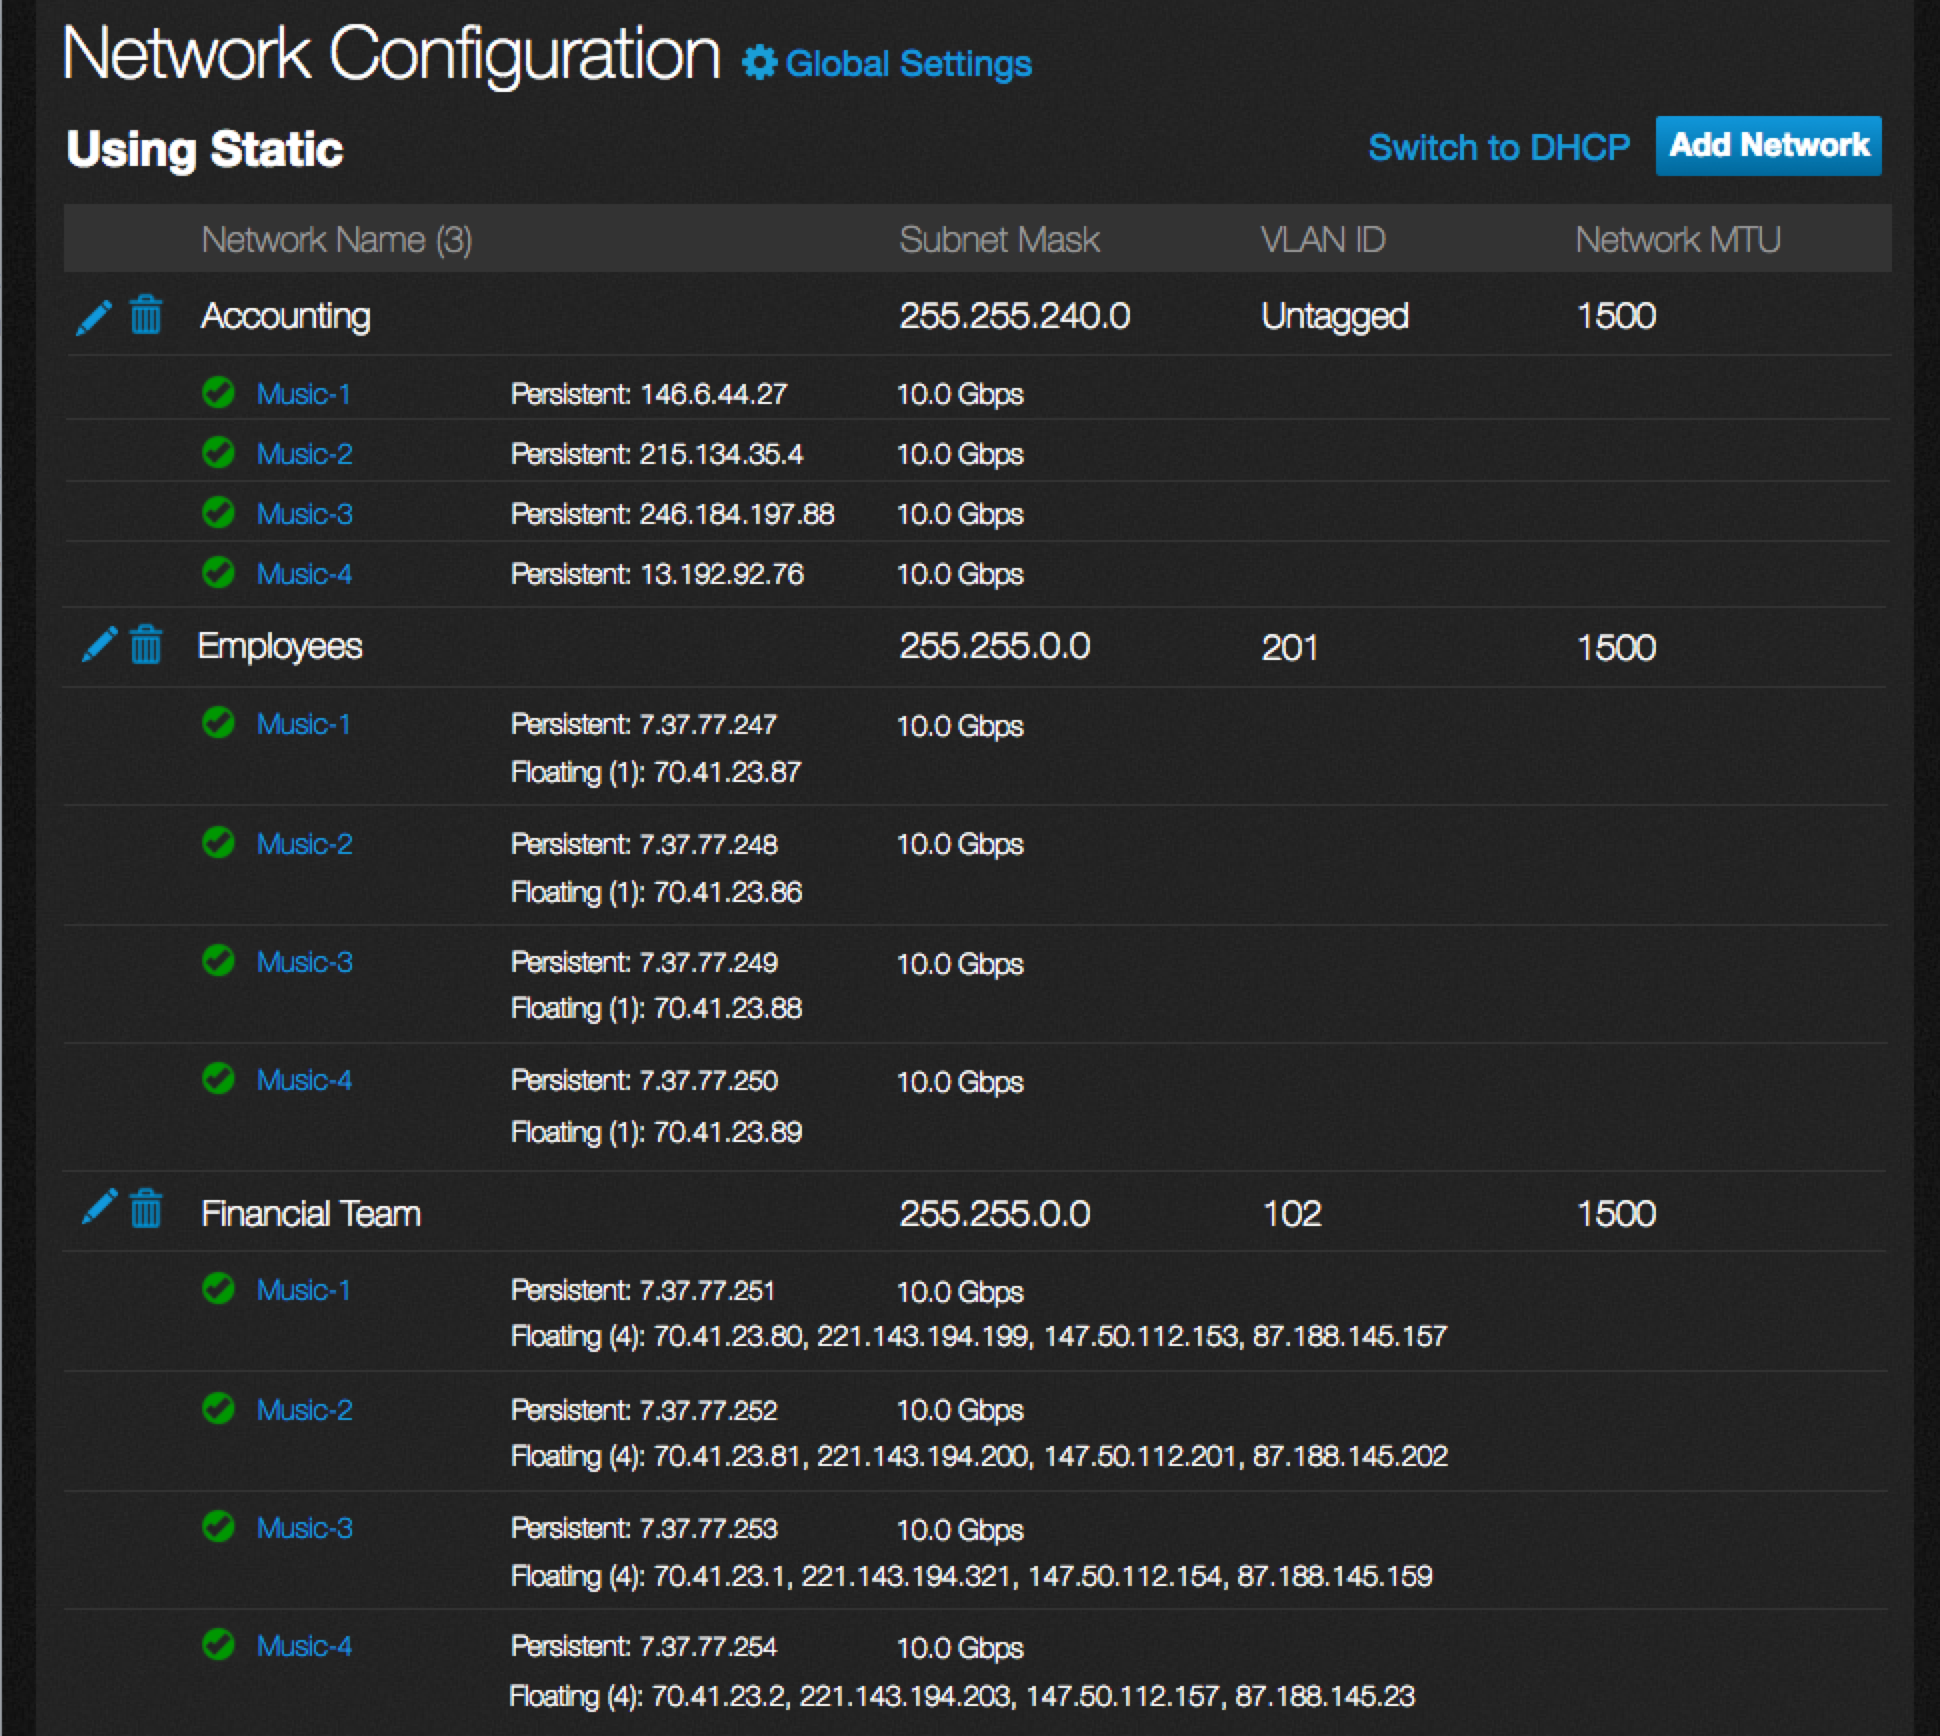 Network Configuration Global Settings
Using Static Switch to DHCP Add Network
Network Name (3) Subnet Mask VLAN ID Network MTU
Accounting 255.255.240.0 Untagged 1500
Music-1 Persistent: 146.6.44.27 10.0 Gbps
Music-2 Persistent: 215.134.35.4 10.0 Gbps
Music-3 Persistent: 246.184.197.88 10.0 Gbps
Music-4 Persistent: 13.192.92.76 10.0 Gbps
Employees 255.255.0.0 201 1500
Music-1 Persistent: 7.37.77.247 10.0 Gbps
Floating (1): 70.41.23.87
Music-2 Persistent: 7.37.77.248 10.0 Gbps
Floating (1): 70.41.23.86
Music-3 Persistent: 7.37.77.249 10.0 Gbps
Floating (1): 70.41.23.88
Music-4 Persistent: 7.37.77.250 10.0 Gbps
Floating (1): 70.41.23.89
Financial Team 255.255.0.0 102 1500
Music-1 Persistent: 7.37.77.251 10.0 Gbps
Floating (4): 70.41.23.80, 221.143.194.199, 147.50.112.153, 87.188.145.157
Music-2 Persistent: 7.37.77.252 10.0 Gbps
Floating (4): 70.41.23.81, 221.143.194.200, 147.50.112.201, 87.188.145.202
Music-3 Persistent: 7.37.77.253 10.0 Gbps
Floating (4): 70.41.23.1, 221.143.194.321, 147.50.112.154, 87.188.145.159
Music-4 Persistent: 7.37.77.254 10.0 Gbps
Floating (4): 70.41.23.2, 221.143.194.203, 147.50.112.157, 87.188.145.23